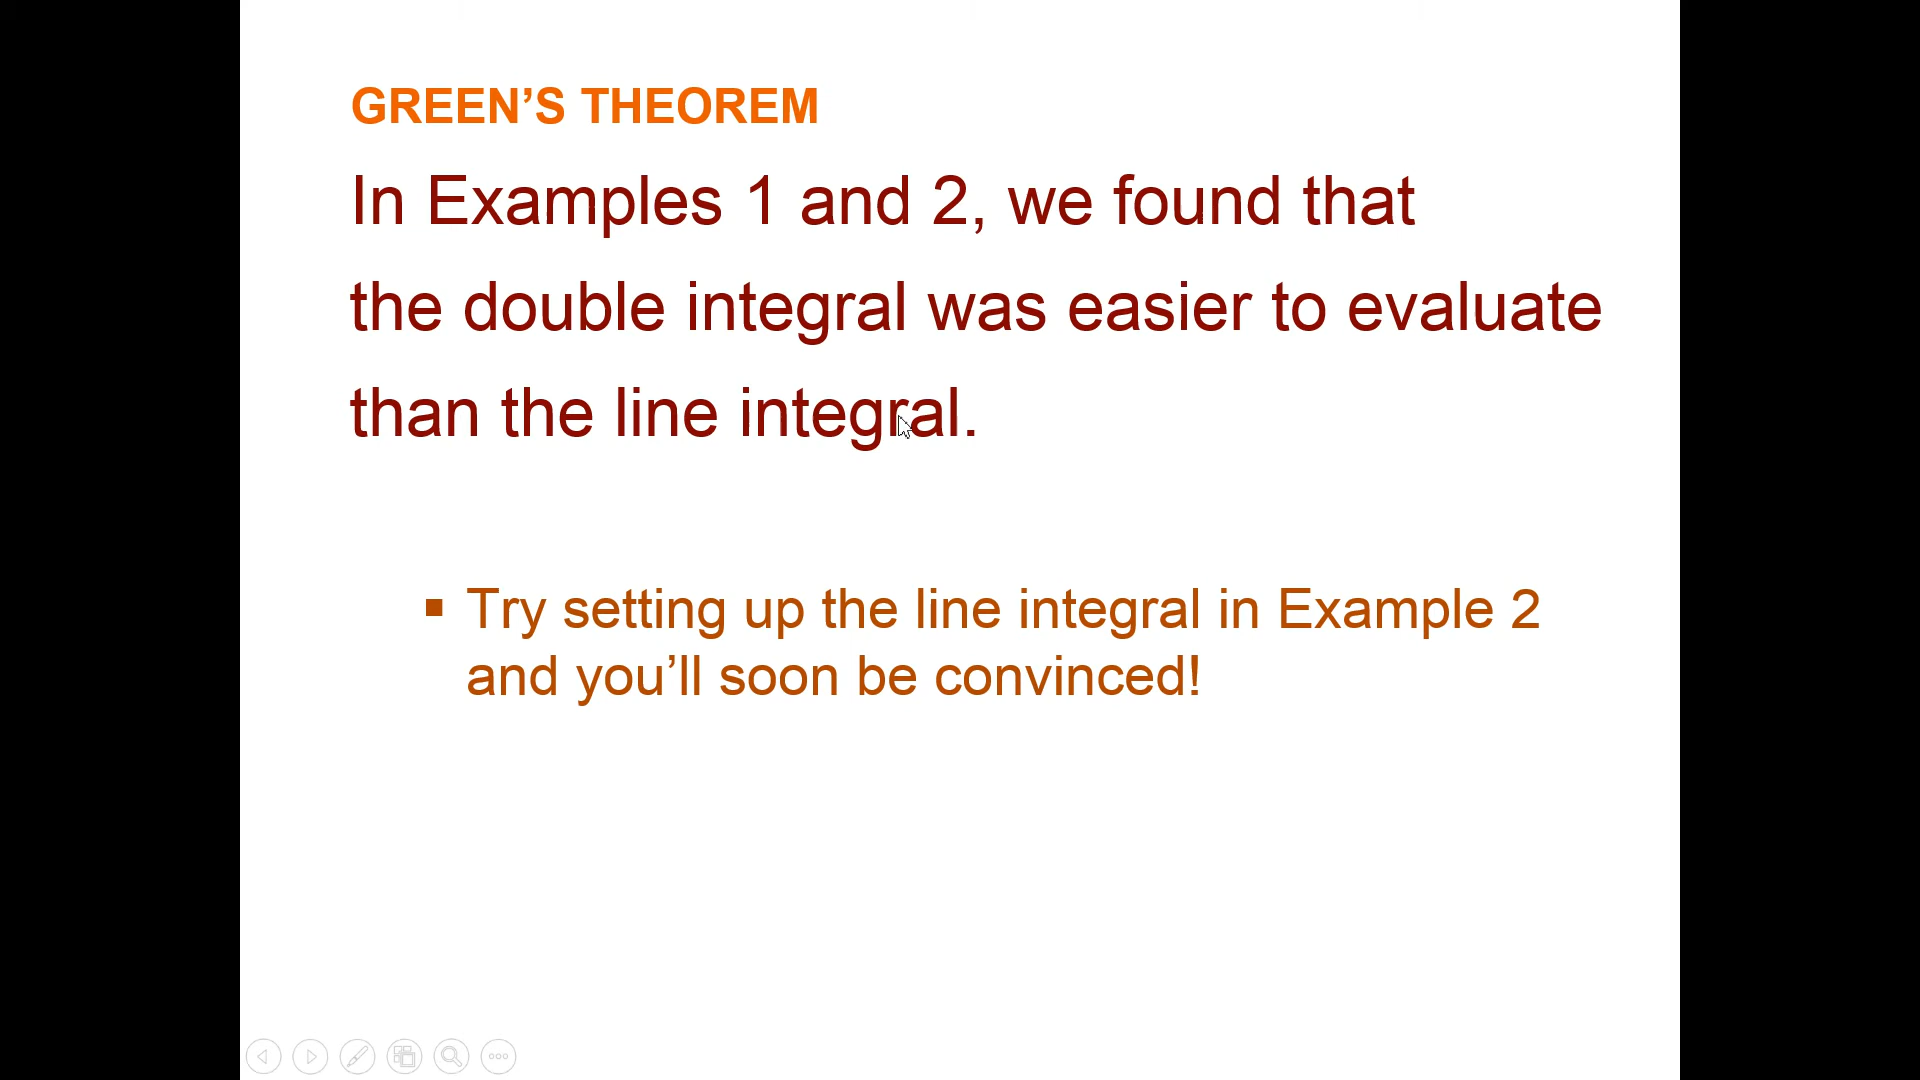 GREEN’S THEOREM
In Examples 1 and 2, we found that
the double integral was easier to evaluate
than the line integral.
▪ Try setting up the line integral in Example 2
and you’ll soon be convinced!